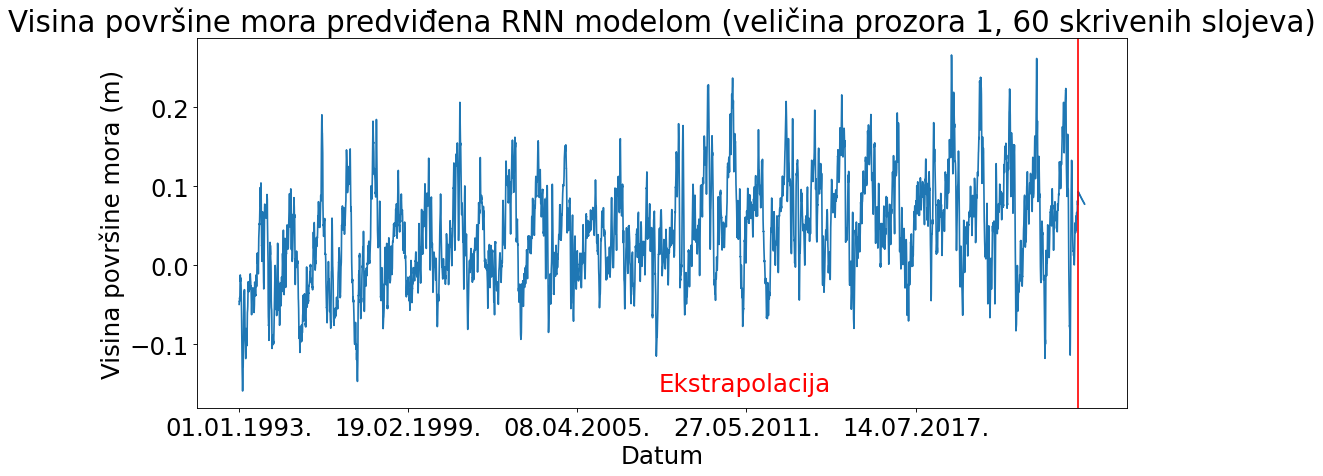 Visina površine mora predviđena RNN modelom (veličina prozora 1, 60 skrivenih slojeva)
Visina površine mora (m)
0.2
0.1
0.0
−0.1
Ekstrapolacija
01.01.1993. 19.02.1999. 08.04.2005. 27.05.2011. 14.07.2017.
Datum